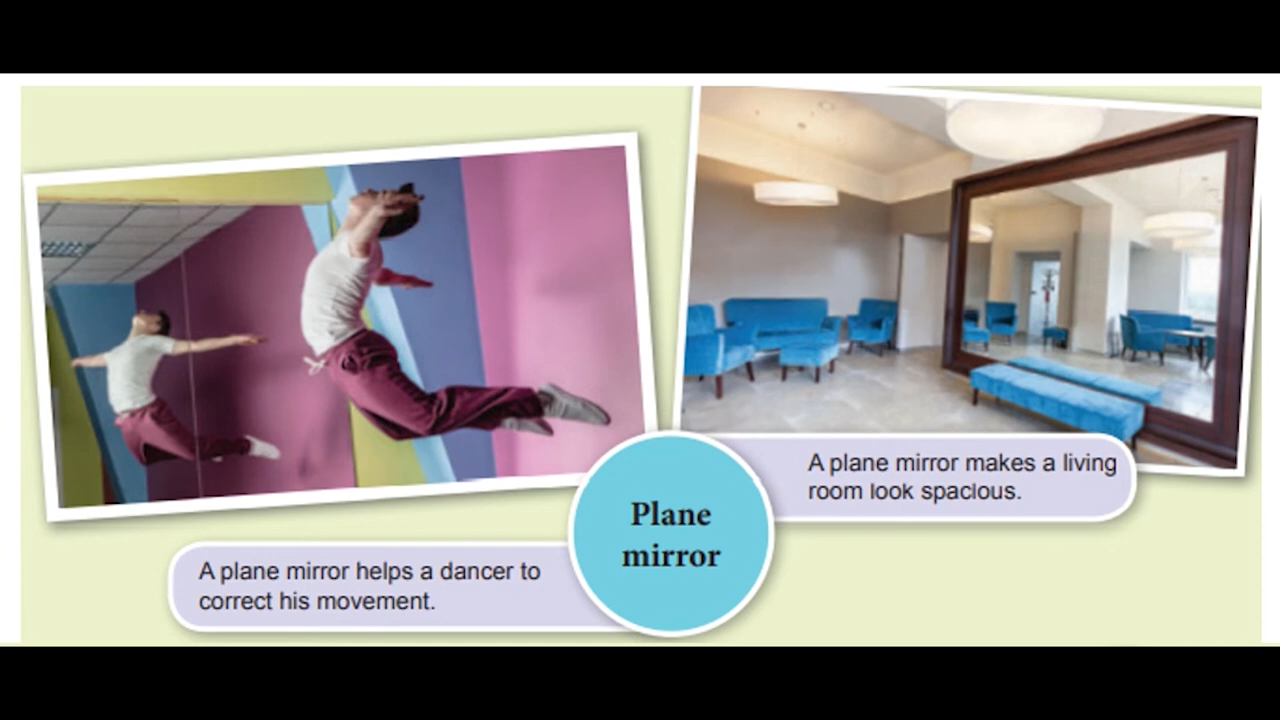 A plane mirror makes a living
room look spacious.
Plane
mirror
A plane mirror helps a dancer to
correct his movement.